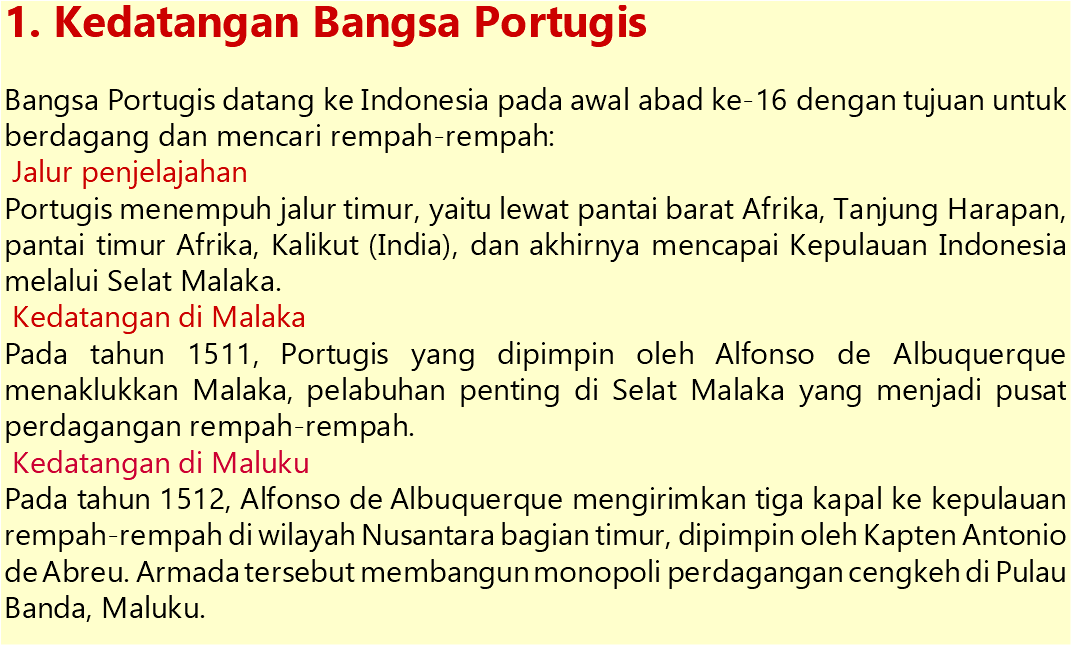 1. Kedatangan Bangsa Portugis
Bangsa Portugis datang ke Indonesia pada awal abad ke-16 dengan tujuan untuk
berdagang dan mencari rempah-rempah:
Jalur penjelajahan
Portugis menempuh jalur timur, yaitu lewat pantai barat Afrika, Tanjung Harapan,
pantai timur Afrika, Kalikut (India), dan akhirnya mencapai Kepulauan Indonesia
melalui Selat Malaka.
Kedatangan di Malaka
Pada tahun 1511, Portugis yang dipimpin oleh Alfonso de Albuquerque
menaklukkan Malaka, pelabuhan penting di Selat Malaka yang menjadi pusat
perdagangan rempah-rempah.
Kedatangan di Maluku
Pada tahun 1512, Alfonso de Albuquerque mengirimkan tiga kapal ke kepulauan
rempah-rempah di wilayah Nusantara bagian timur, dipimpin oleh Kapten Antonio
de Abreu. Armada tersebut membangun monopoli perdagangan cengkeh di Pulau
Banda, Maluku.